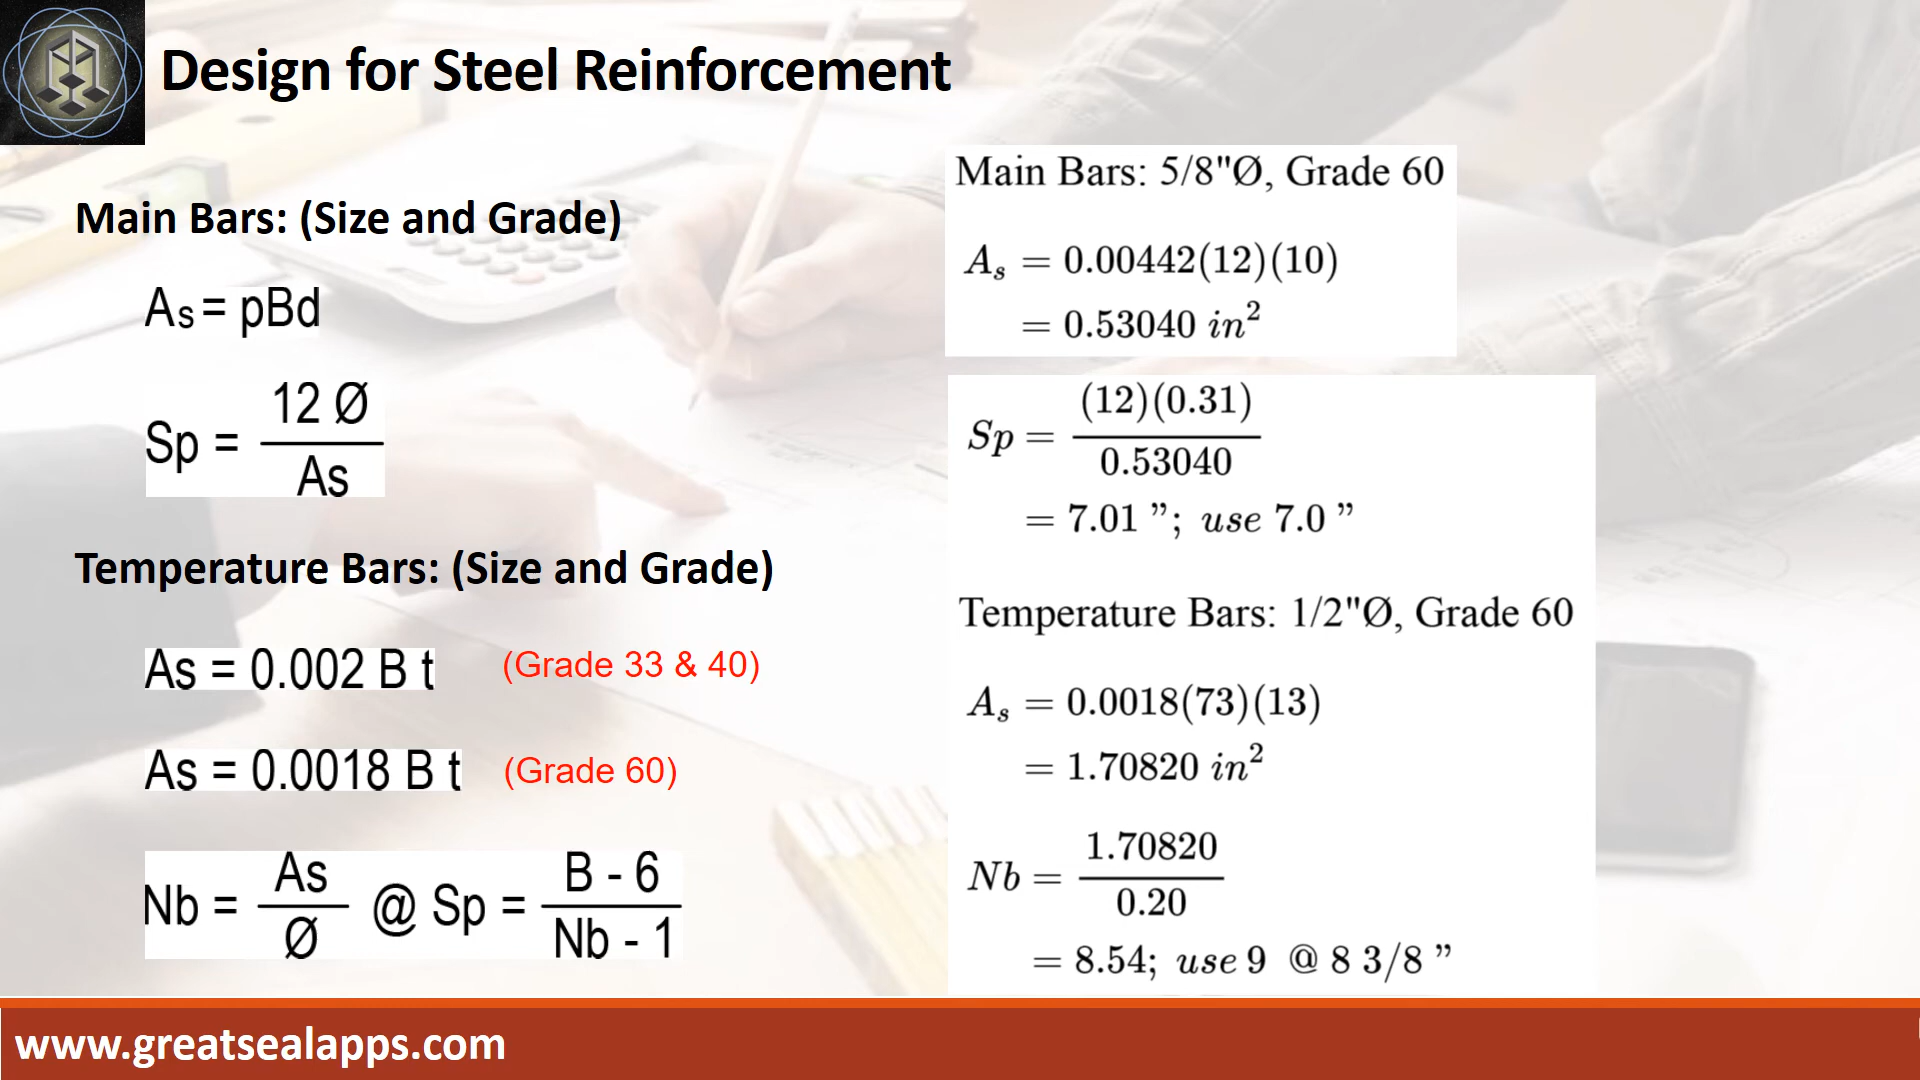 Design for Steel Reinforcement
Main Bars: (Size and Grade)
As = pBd
Sp = 12 Ø / As
Temperature Bars: (Size and Grade)
As = 0.002 B t (Grade 33 & 40)
As = 0.0018 B t (Grade 60)
Nb = As / Ø @ Sp = B - 6 / Nb - 1
Main Bars: 5/8"Ø, Grade 60
As = 0.00442(12)(10)
= 0.53040 in²
Sp = (12)(0.31) / 0.53040
= 7.01 ”; use 7.0 ”
Temperature Bars: 1/2"Ø, Grade 60
As = 0.0018(73)(13)
= 1.70820 in²
Nb = 1.70820 / 0.20
= 8.54; use 9 @ 8 3/8 ”
www.greatsealapps.com